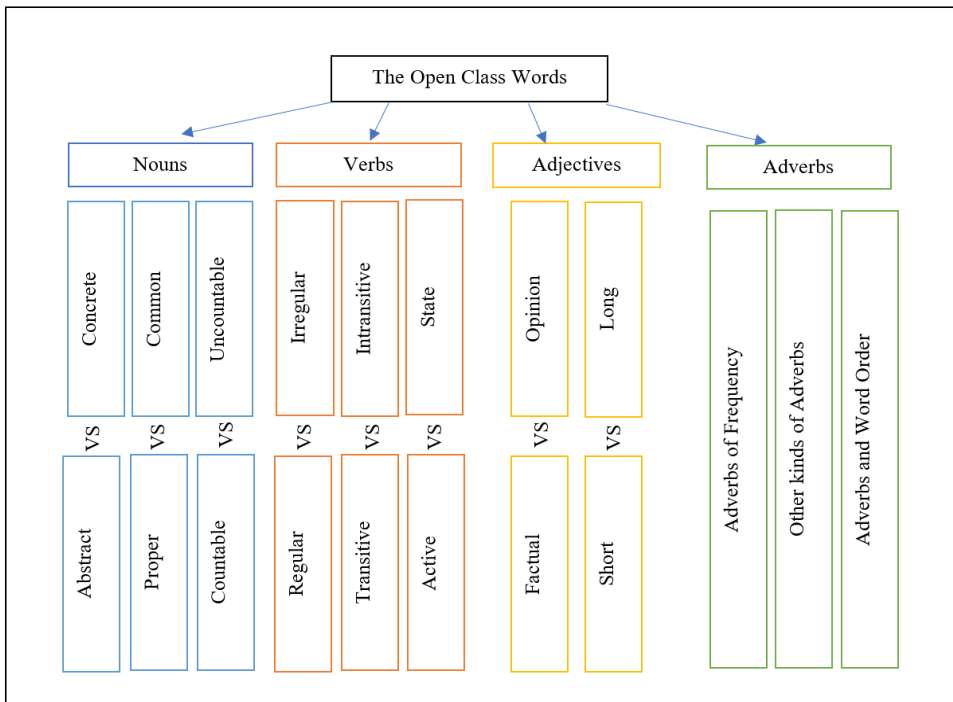 The Open Class Words
Nouns
Verbs
Adjectives
Adverbs
Concrete
Common
Uncountable
Irregular
Intransitive
State
Opinion
Long
VS
VS
VS
VS
VS
VS
VS
VS
Abstract
Proper
Countable
Regular
Transitive
Active
Factual
Short
Adverbs of Frequency
Other kinds of Adverbs
Adverbs and Word Order